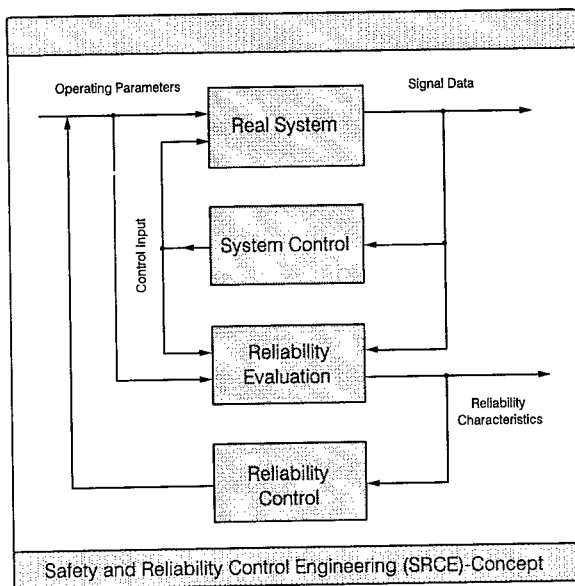 Operating Parameters
Signal Data
Real System
Control Input
System Control
Reliability
Evaluation
Reliability
Characteristics
Reliability
Control
Safety and Reliability Control Engineering (SRCE)-Concept